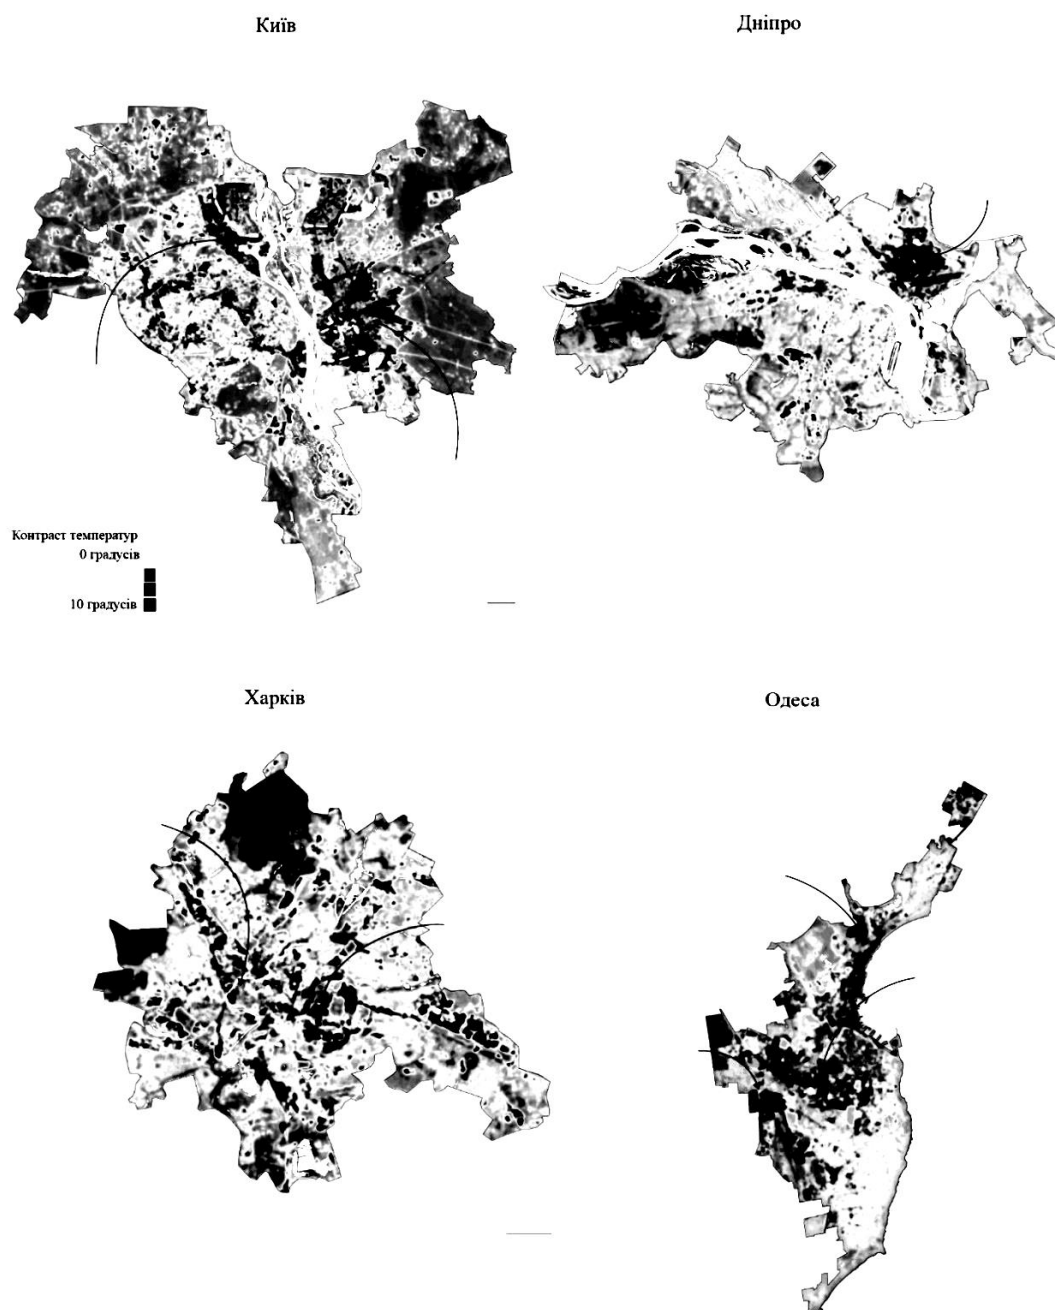 Київ
Дніпро
Контраст температур
0 градусів
10 градусів
Харків
Одеса